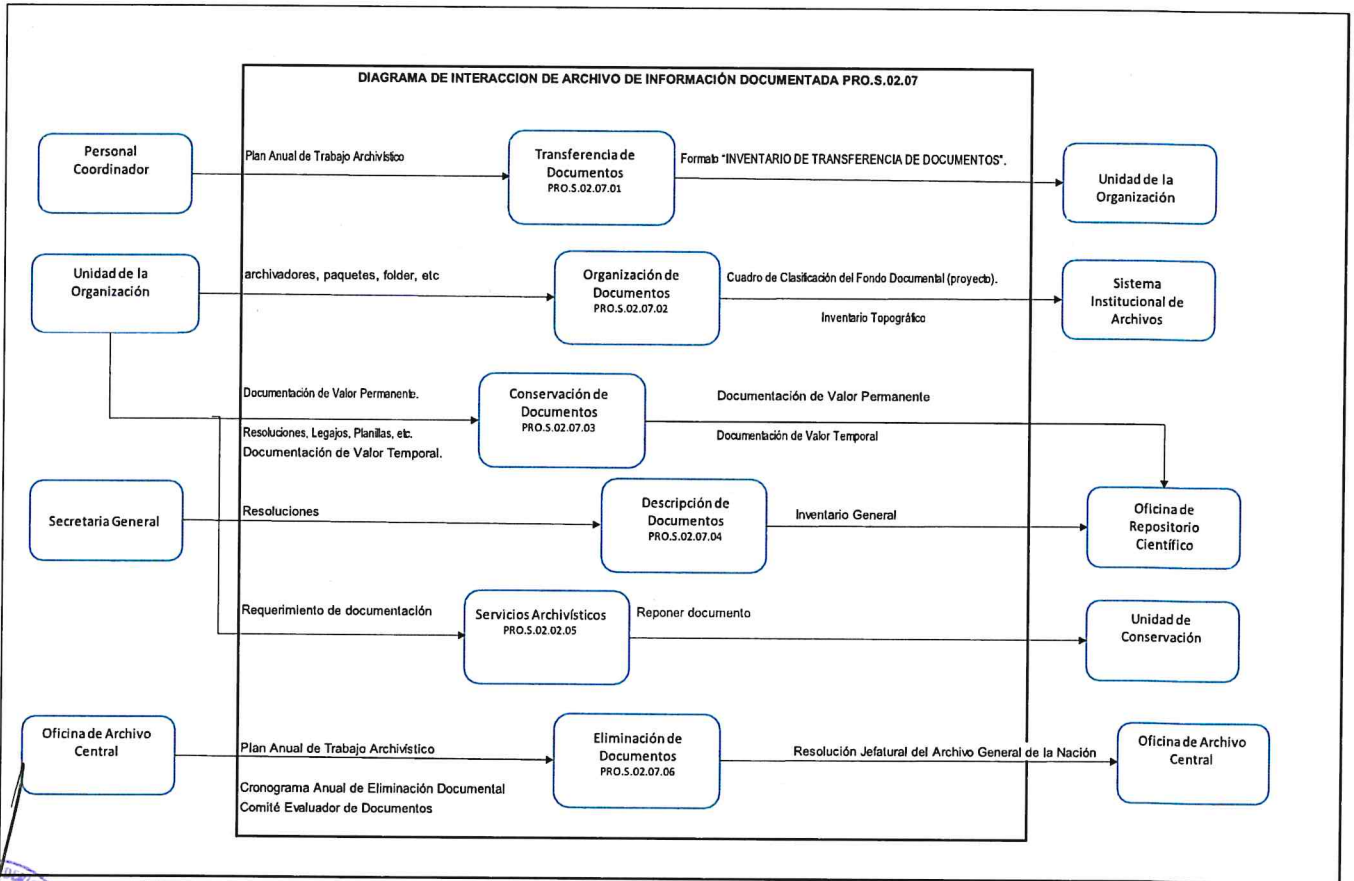 DIAGRAMA DE INTERACCION DE ARCHIVO DE INFORMACIÓN DOCUMENTADA PRO.S.02.07
Personal
Coordinador
Plan Anual de Trabajo Archivístico
Transferencia de
Documentos
PRO.S.02.07.01
Formato "INVENTARIO DE TRANSFERENCIA DE DOCUMENTOS".
Unidad de la
Organización
Unidad de la
Organización
archivadores, paquetes, folder, etc
Organización de
Documentos
PRO.S.02.07.02
Cuadro de Clasificación del Fondo Documental (proyecto).
Inventario Topográfico
Sistema
Institucional de
Archivos
Documentación de Valor Permanente.
Resoluciones, Legajos, Planillas, etc.
Documentación de Valor Temporal.
Conservación de
Documentos
PRO.S.02.07.03
Documentación de Valor Permanente
Documentación de Valor Temporal
Secretaria General
Resoluciones
Descripción de
Documentos
PRO.S.02.07.04
Inventario General
Oficina de
Repositorio
Científico
Requerimiento de documentación
Servicios Archivísticos
PRO.S.02.02.05
Reponer documento
Unidad de
Conservación
Oficina de Archivo
Central
Plan Anual de Trabajo Archivístico
Cronograma Anual de Eliminación Documental
Comité Evaluador de Documentos
Eliminación de
Documentos
PRO.S.02.07.06
Resolución Jefatural del Archivo General de la Nación
Oficina de Archivo
Central